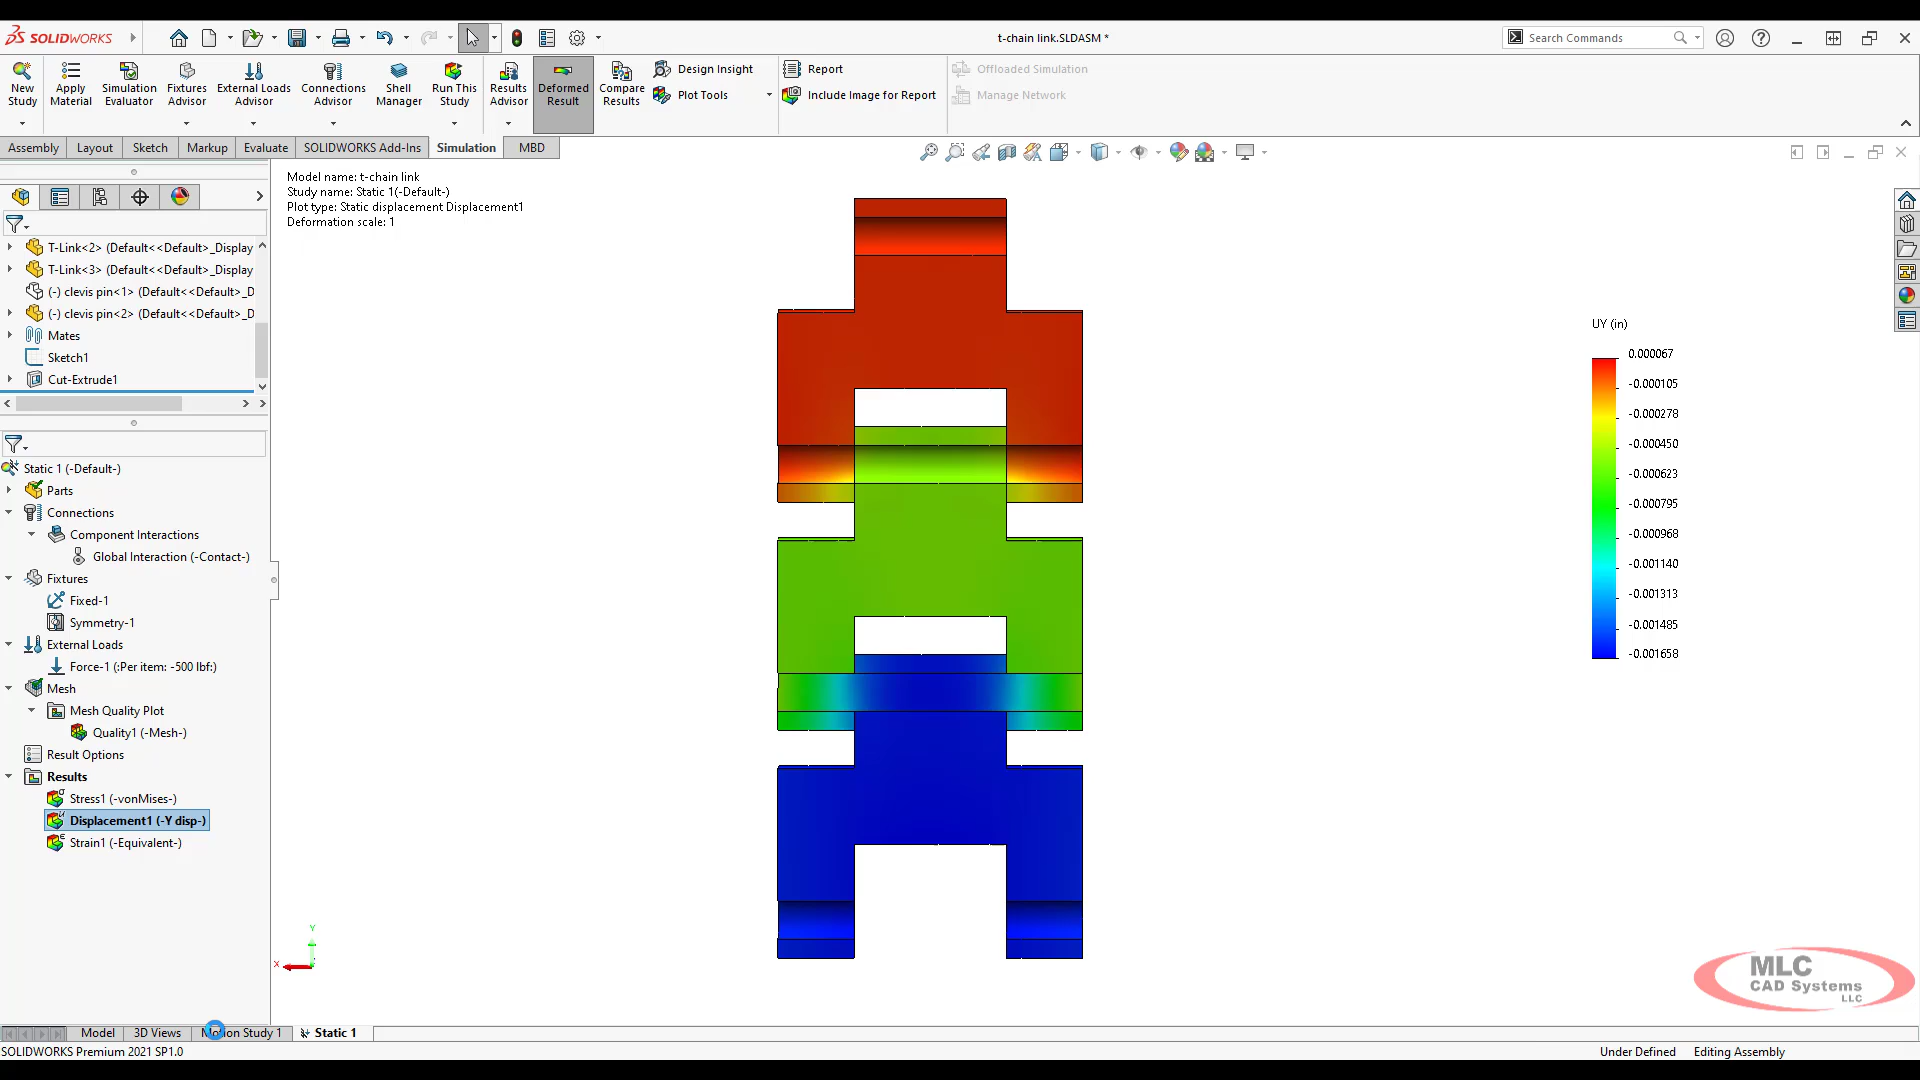 SOLIDWORKS
t-chain link.SLDASM *
Search Commands
New Study
Apply Material
Simulation Evaluator
Fixtures Advisor
External Loads Advisor
Connections Advisor
Shell Manager
Run This Study
Results Advisor
Deformed Result
Compare Results
Design Insight
Plot Tools
Report
Include Image for Report
Offloaded Simulation
Manage Network
Assembly
Layout
Sketch
Markup
Evaluate
SOLIDWORKS Add-Ins
Simulation
MBD
Model name: t-chain link
Study name: Static 1(-Default-)
Plot type: Static displacement Displacement1
Deformation scale: 1
T-Link<2> (Default<<Default>_Display
T-Link<3> (Default<<Default>_Display
(-) clevis pin<1> (Default<<Default>_D
(-) clevis pin<2> (Default<<Default>_D
Mates
Sketch1
Cut-Extrude1
Static 1 (-Default-)
Parts
Connections
Component Interactions
Global Interaction (-Contact-)
Fixtures
Fixed-1
Symmetry-1
External Loads
Force-1 (:Per item: -500 lbf:)
Mesh
Mesh Quality Plot
Quality1 (-Mesh-)
Result Options
Results
Stress1 (-vonMises-)
Displacement1 (-Y disp-)
Strain1 (-Equivalent-)
UY (in)
0.000067
-0.000105
-0.000278
-0.000450
-0.000623
-0.000795
-0.000968
-0.001140
-0.001313
-0.001485
-0.001658
Y
X
MLC
CAD Systems
LLC
Model
3D Views
Motion Study 1
Static 1
SOLIDWORKS Premium 2021 SP1.0
Under Defined
Editing Assembly